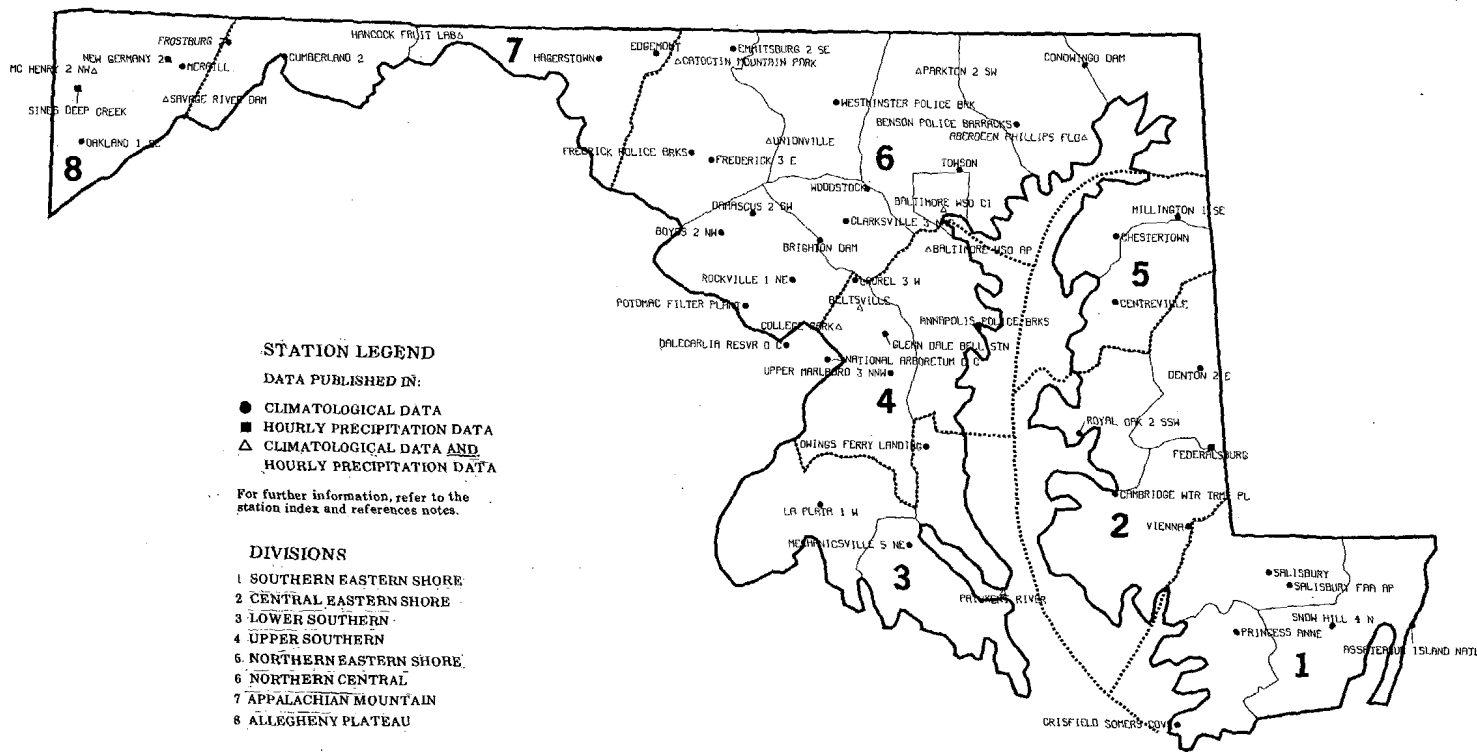 HANCOCK FRUIT LAB
7
FROSTBURG
NEW GERMANY 2
MERRILL
MC HENRY 2 NW
CUMBERLAND 2
SAVAGE RIVER DAM
SINES DEEP CREEK
OAKLAND 1 SE
8
HAGERSTOWN
EDGEMONT
EMMITSBURG 2 SE
CATOCTIN MOUNTAIN PARK
PARKTON 2 SW
CONOWINGO DAM
WESTMINSTER POLICE BRK
BENSON POLICE BARRACKS
ABERDEEN PHILLIPS FLD
UNIONVILLE
6
FREDRICK POLICE BRKS
FREDERICK 3 E
TOWSON
WOODSTOCK
BALTIMORE WSO CI
DAMASCUS 2 SW
CLARKSVILLE 3
MILLINGTON 1 SE
BOYDS 2 NW
BRIGHTON DAM
BALTIMORE WSO AP
CHESTERTOWN
5
ROCKVILLE 1 NE
LAUREL 3 W
BELTSVILLE
CENTREVILLE
POTOMAC FILTER PLANT
COLLEGE PARK
ANNAPOLIS POLICE BRKS
DALECARLIA RESVR D C
GLENN DALE BELL STN
NATIONAL ARBORETUM D C
UPPER MARLBORO 3 NNW
DENTON 2 E
4
ROYAL OAK 2 SSW
OWINGS FERRY LANDING
FEDERALSBURG
CAMBRIDGE WTR TRMT PL
LA PLATA 1 W
2
VIENNA
MECHANICSVILLE 5 NE
3
SALISBURY
SALISBURY FAA AP
PATUXENT RIVER
SNOW HILL 4 N
PRINCESS ANNE
ASSATEAGUE ISLAND NATL
1
CRISFIELD SOMERS COVE
STATION LEGEND
DATA PUBLISHED IN:
● CLIMATOLOGICAL DATA
■ HOURLY PRECIPITATION DATA
△ CLIMATOLOGICAL DATA AND
HOURLY PRECIPITATION DATA
For further information, refer to the
station index and references notes.
DIVISIONS
1 SOUTHERN EASTERN SHORE
2 CENTRAL EASTERN SHORE
3 LOWER SOUTHERN
4 UPPER SOUTHERN
5 NORTHERN EASTERN SHORE
6 NORTHERN CENTRAL
7 APPALACHIAN MOUNTAIN
8 ALLEGHENY PLATEAU